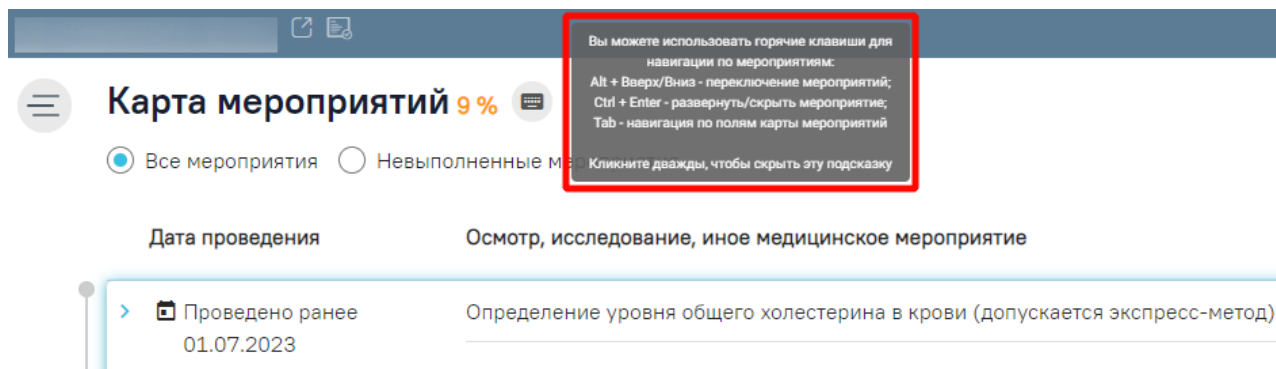 Вы можете использовать горячие клавиши для
навигации по мероприятиям:
Alt + Вверх/Вниз - переключение мероприятий;
Ctrl + Enter - развернуть/скрыть мероприятие;
Tab - навигация по полям карты мероприятий
Кликните дважды, чтобы скрыть эту подсказку
Карта мероприятий 9 %
Все мероприятия Невыполненные
Дата проведения Осмотр, исследование, иное медицинское мероприятие
Проведено ранее Определение уровня общего холестерина в крови (допускается экспресс-метод)
01.07.2023